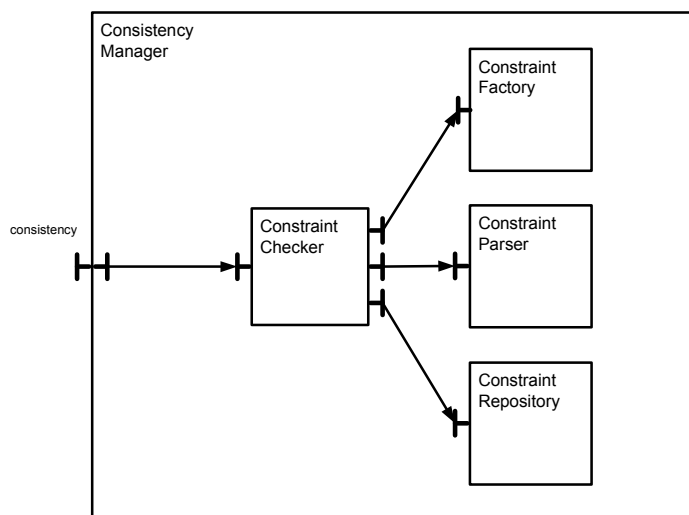 Consistency
Manager
Constraint
Factory
consistency
Constraint
Checker
Constraint
Parser
Constraint
Repository